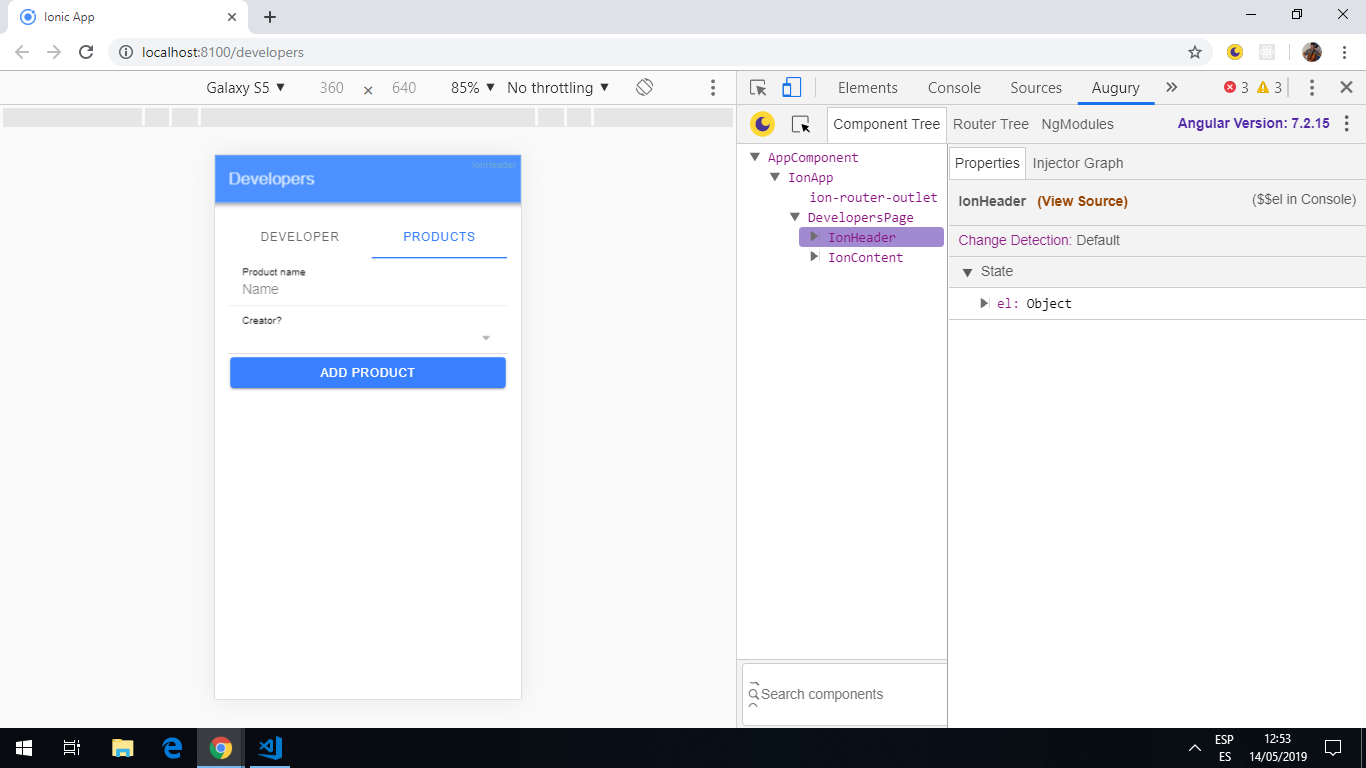 Ionic App
localhost:8100/developers
Galaxy S5 ▼ 360 × 640 85% ▼ No throttling ▼
Elements Console Sources Augury » 3 3
Component Tree Router Tree NgModules Angular Version: 7.2.15
IonHeader
Developers
DEVELOPER PRODUCTS
Product name
Name
Creator?
ADD PRODUCT
AppComponent
IonApp
ion-router-outlet
DevelopersPage
IonHeader
IonContent
Search components
Properties Injector Graph
IonHeader (View Source) ($$el in Console)
Change Detection: Default
State
el: Object
ESP
ES
12:53
14/05/2019